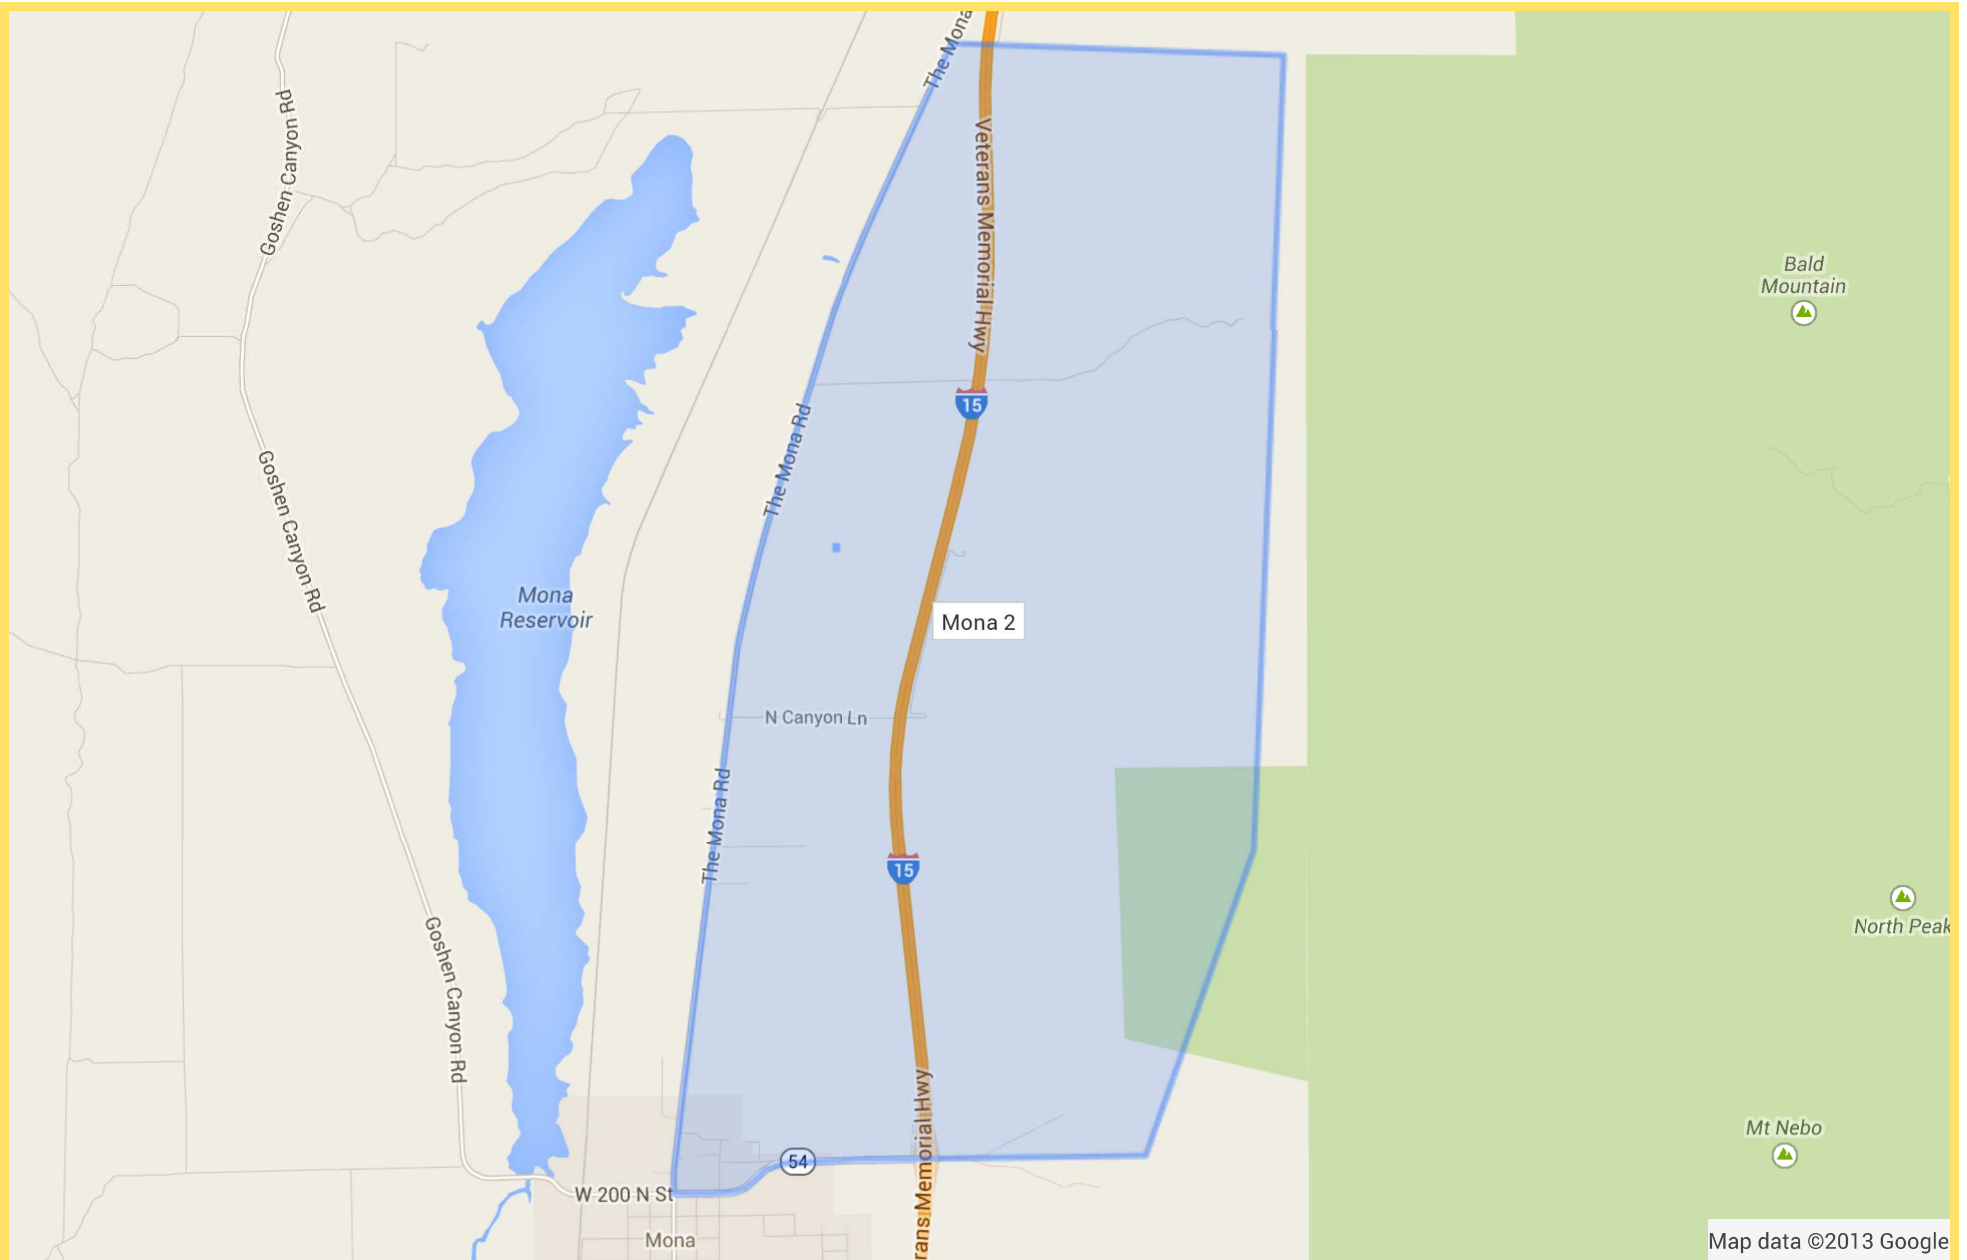 The Mona
Goshen Canyon Rd
Veterans Memorial Hwy
Bald
Mountain
15
The Mona Rd
Goshen Canyon Rd
Mona
Reservoir
Mona 2
N Canyon Ln
The Mona Rd
15
North Peak
Goshen Canyon Rd
Mt Nebo
54
rans Memorial Hwy
W 200 N St
Mona
Map data ©2013 Google